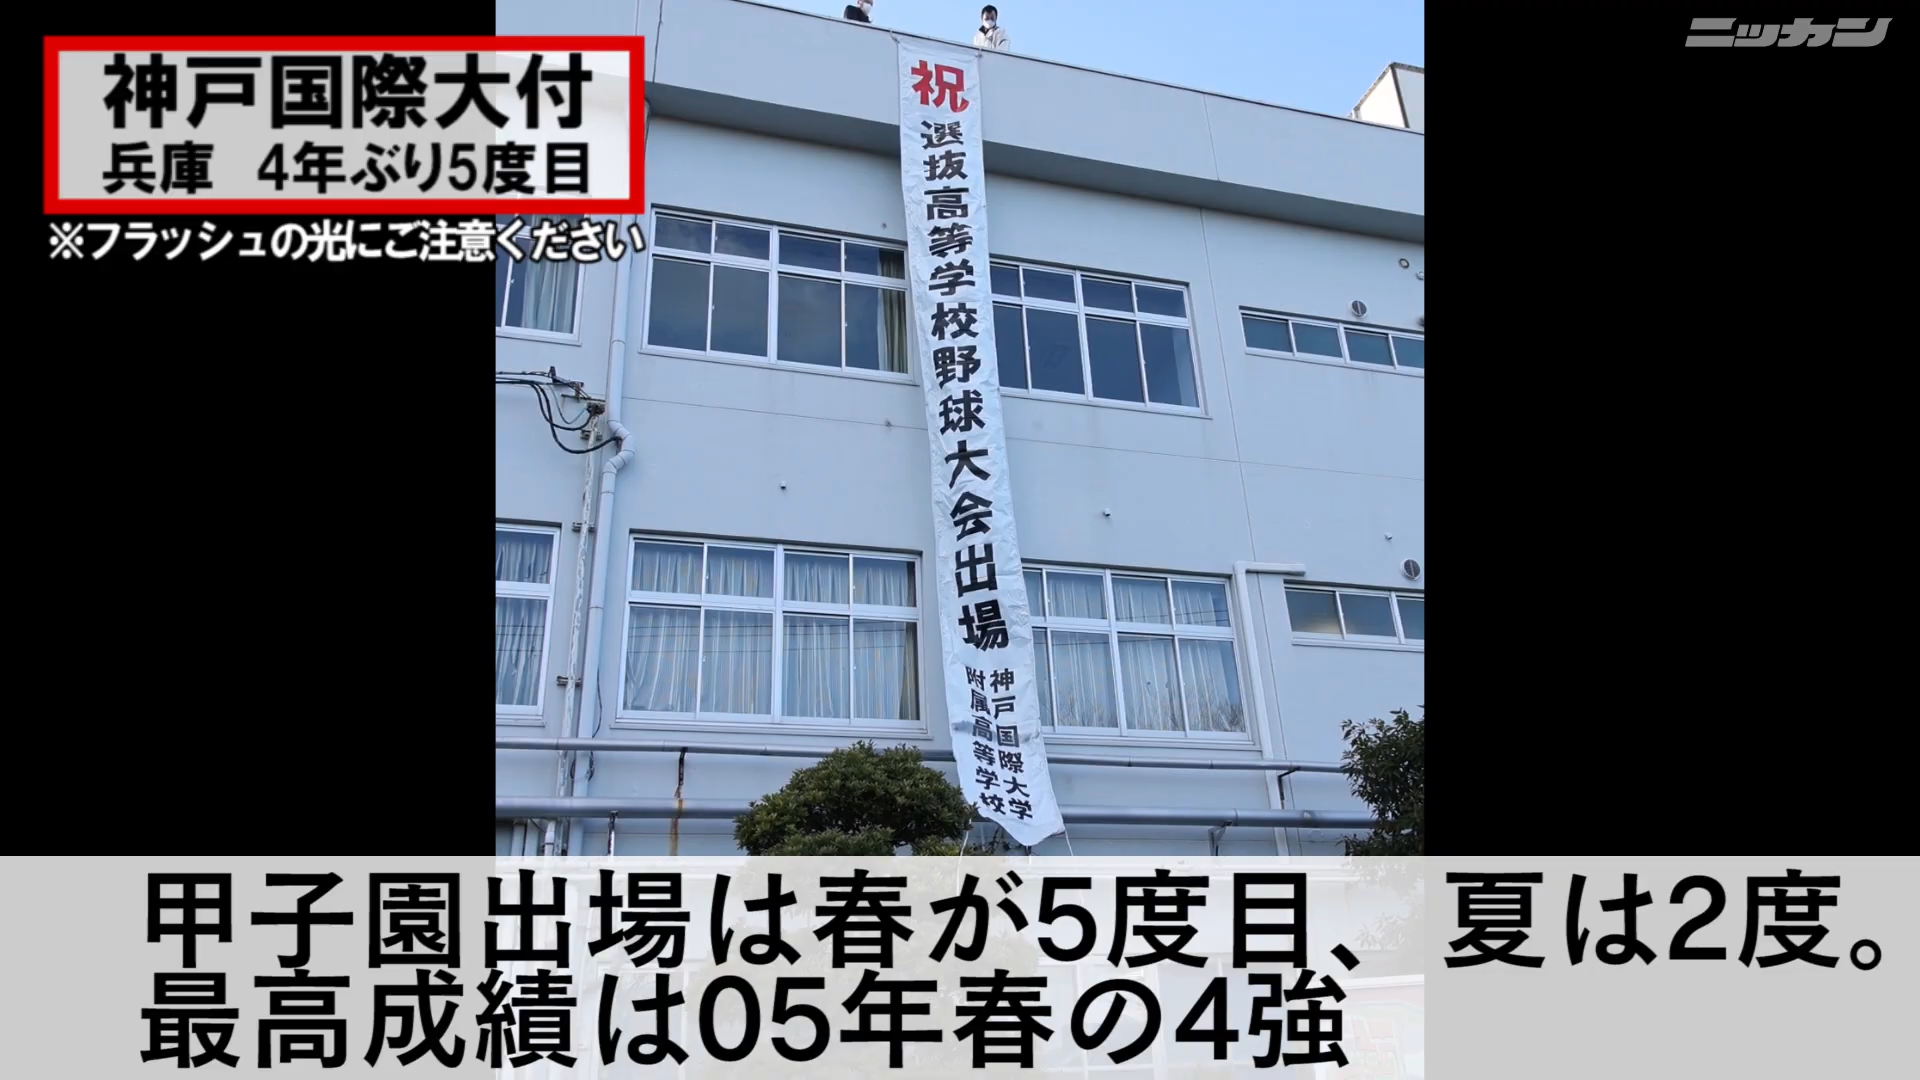 ニッカン
神戸国際大付
兵庫 4年ぶり5度目
※フラッシュの光にご注意ください
祝
選抜高等学校野球大会出場
神戸国際大学
附属高等学校
甲子園出場は春が5度目、夏は2度。
最高成績は05年春の4強